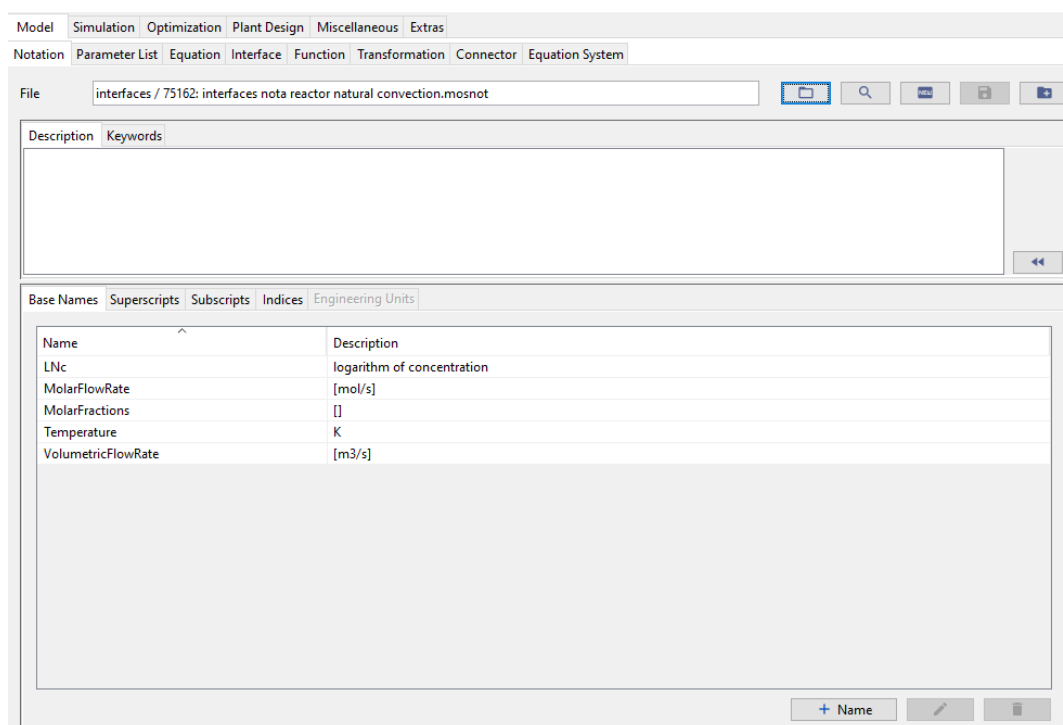 Model Simulation Optimization Plant Design Miscellaneous Extras
Notation Parameter List Equation Interface Function Transformation Connector Equation System
File interfaces / 75162: interfaces nota reactor natural convection.mosnot NEW
Description Keywords
Base Names Superscripts Subscripts Indices Engineering Units
Name Description
LNc logarithm of concentration
MolarFlowRate [mol/s]
MolarFractions []
Temperature K
VolumetricFlowRate [m3/s]
+ Name